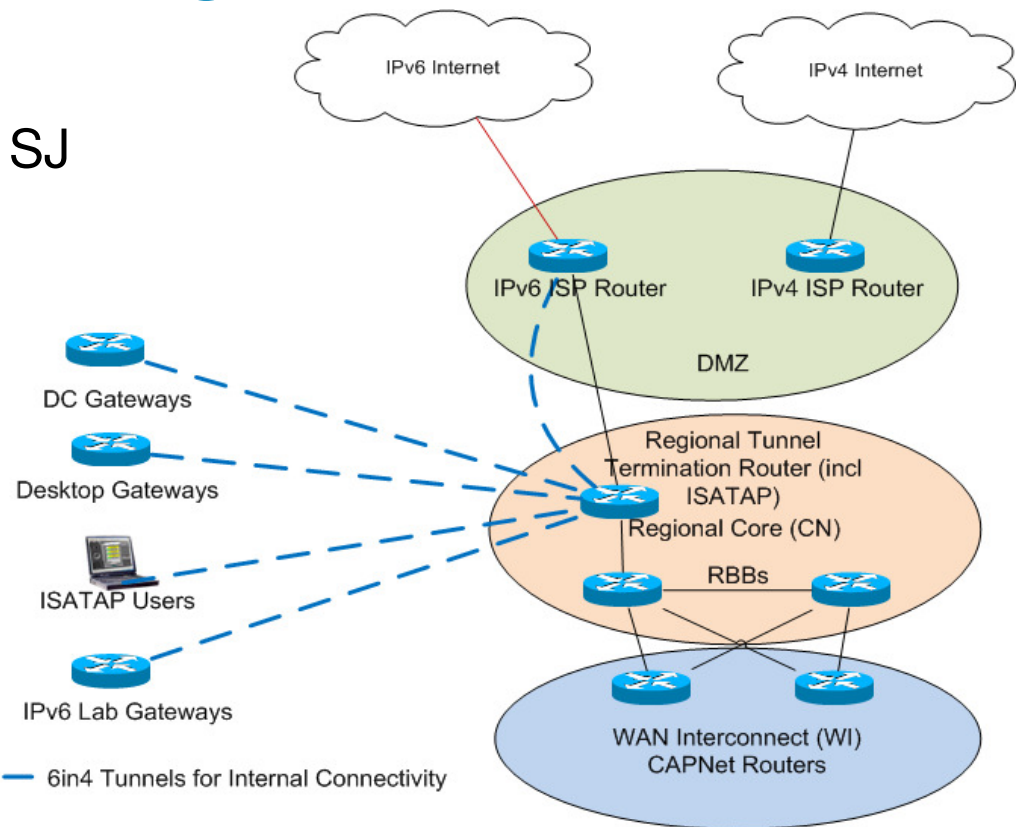 IPv6 Internet
IPv4 Internet
SJ
IPv6 ISP Router
IPv4 ISP Router
DMZ
DC Gateways
Desktop Gateways
ISATAP Users
IPv6 Lab Gateways
Regional Tunnel
Termination Router (incl
ISATAP)
Regional Core (CN)
RBBs
WAN Interconnect (WI)
CAPNet Routers
6in4 Tunnels for Internal Connectivity